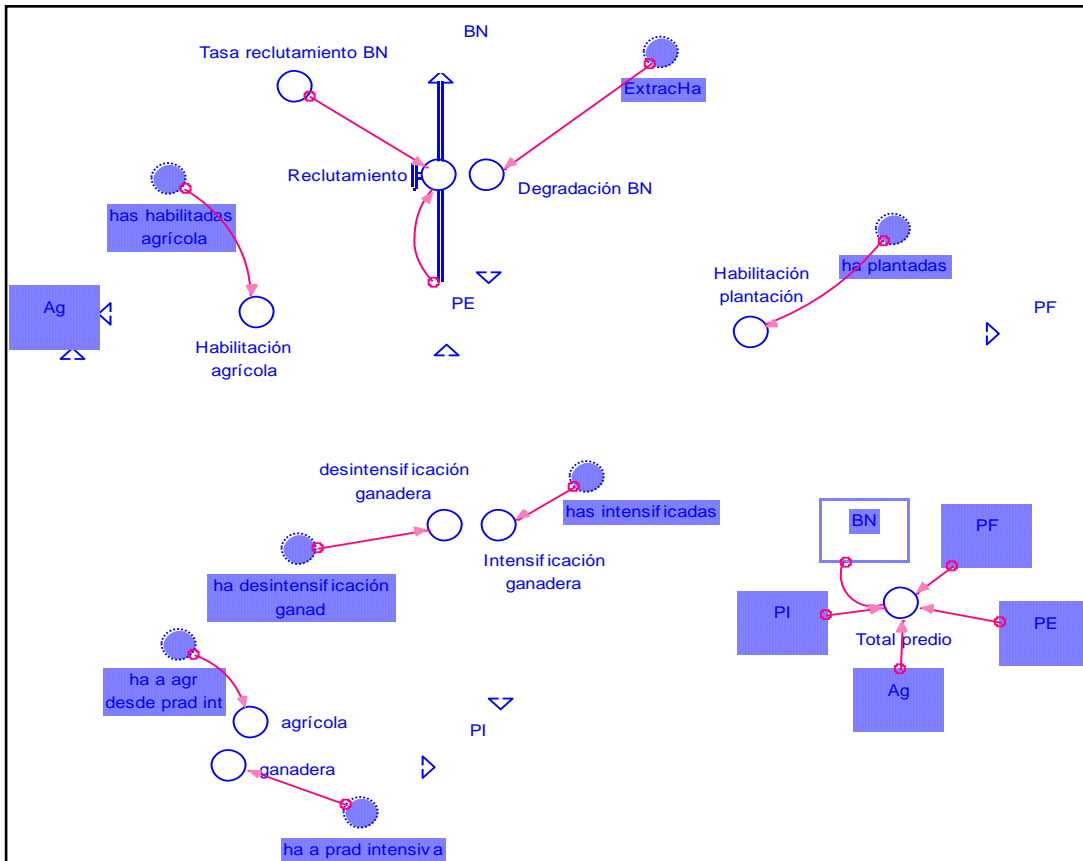 BN
Tasa reclutamiento BN
ExtracHa
Reclutamiento
Degradación BN
has habilitadas
agrícola
ha plantadas
Habilitación
plantación
Ag
PE
PF
Habilitación
agrícola
desintensificación
ganadera
has intensificadas
BN
PF
Intensificación
ganadera
ha desintensificación
ganad
PI
PE
Total predio
ha a agr
desde prad int
Ag
agrícola
PI
ganadera
ha a prad intensiva